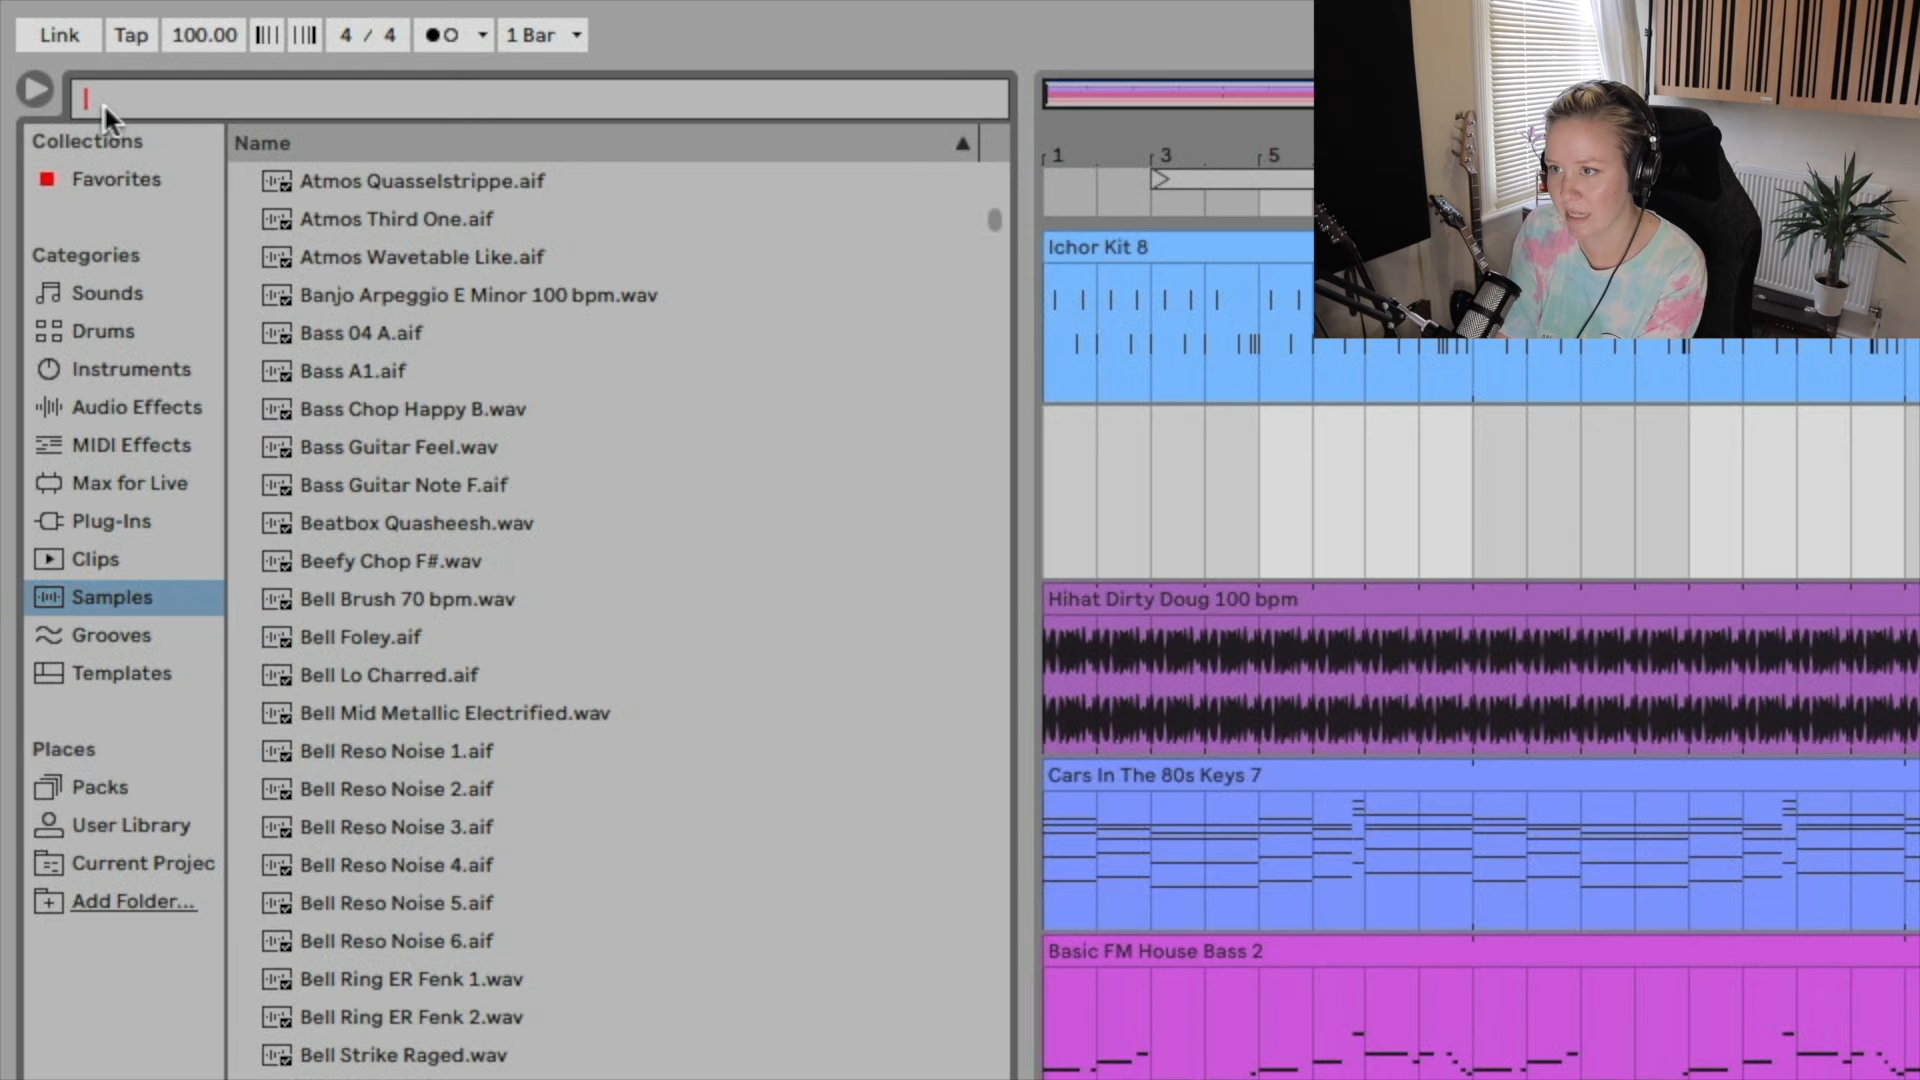 Link
Tap
100.00
4 / 4
1 Bar
Collections
Favorites
Categories
Sounds
Drums
Instruments
Audio Effects
MIDI Effects
Max for Live
Plug-Ins
Clips
Samples
Grooves
Templates
Places
Packs
User Library
Current Projec
Add Folder...
Name
Atmos Quasselstrippe.aif
Atmos Third One.aif
Atmos Wavetable Like.aif
Banjo Arpeggio E Minor 100 bpm.wav
Bass 04 A.aif
Bass A1.aif
Bass Chop Happy B.wav
Bass Guitar Feel.wav
Bass Guitar Note F.aif
Beatbox Quasheesh.wav
Beefy Chop F#.wav
Bell Brush 70 bpm.wav
Bell Foley.aif
Bell Lo Charred.aif
Bell Mid Metallic Electrified.wav
Bell Reso Noise 1.aif
Bell Reso Noise 2.aif
Bell Reso Noise 3.aif
Bell Reso Noise 4.aif
Bell Reso Noise 5.aif
Bell Reso Noise 6.aif
Bell Ring ER Fenk 1.wav
Bell Ring ER Fenk 2.wav
Bell Strike Raged.wav
1
3
5
Ichor Kit 8
Hihat Dirty Doug 100 bpm
Cars In The 80s Keys 7
Basic FM House Bass 2